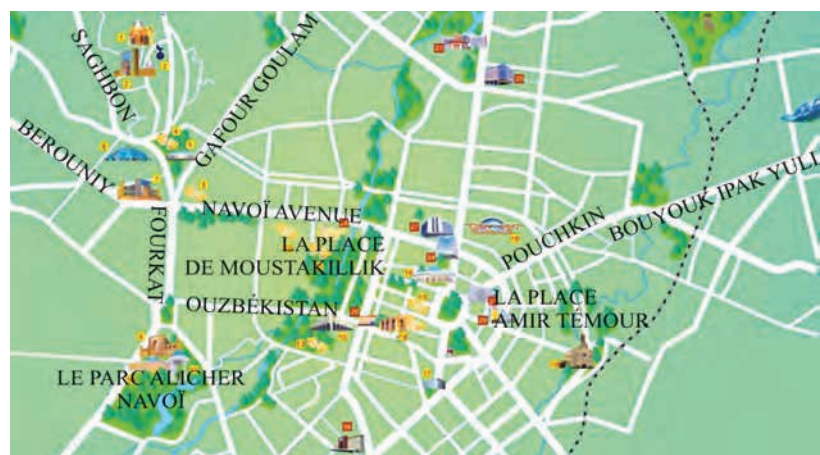 SAGHBON
GAFOUR GOULAM
BEROUNIY
FOURKAT
NAVOÏ AVENUE
LA PLACE
DE MOUSTAKILLIK
OUZBÉKISTAN
POUCHKIN
BOUYOUK IPAK YULI
LA PLACE
AMIR TÉMOUR
LE PARC ALICHER
NAVOÏ